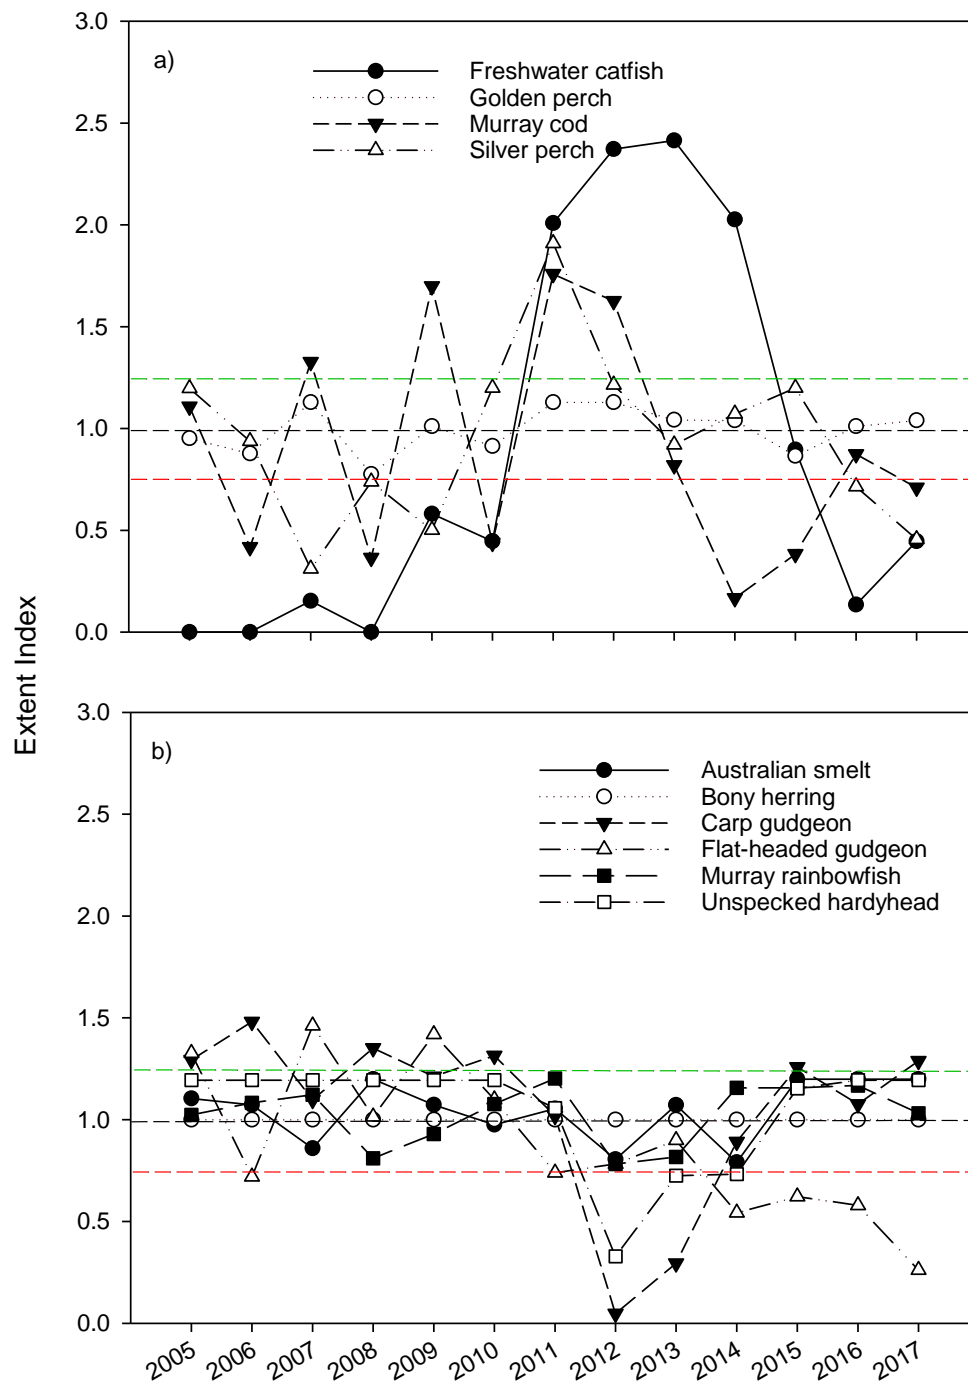 Extent Index
3.0
2.5
2.0
1.5
1.0
0.5
0.0
a)
Freshwater catfish
Golden perch
Murray cod
Silver perch
3.0
2.5
2.0
1.5
1.0
0.5
0.0
b)
Australian smelt
Bony herring
Carp gudgeon
Flat-headed gudgeon
Murray rainbowfish
Unspecked hardyhead
2005 2006 2007 2008 2009 2010 2011 2012 2013 2014 2015 2016 2017